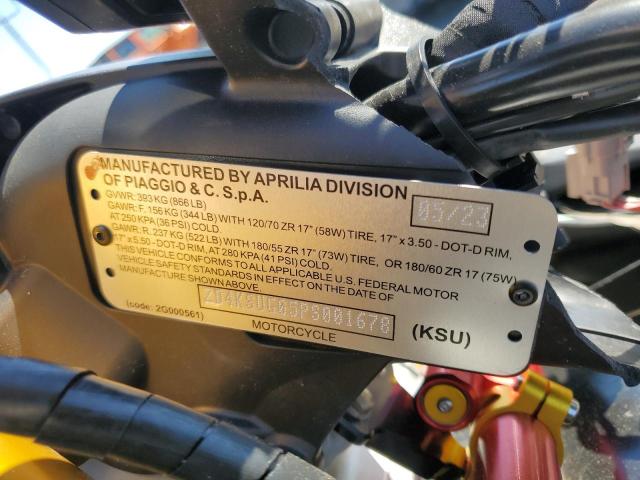 MANUFACTURED BY APRILIA DIVISION
OF PIAGGIO & C. S.p.A. 05/23
GVWR: 393 KG (866 LB)
GAWR: F. 156 KG (344 LB) WITH 120/70 ZR 17" (58W) TIRE, 17" x 3.50 - DOT-D RIM,
AT 250 KPA (36 PSI) COLD.
GAWR: R. 237 KG (522 LB) WITH 180/55 ZR 17" (73W) TIRE, OR 180/60 ZR 17 (75W)
17" x 5.50 - DOT-D RIM, AT 280 KPA (41 PSI) COLD.
THIS VEHICLE CONFORMS TO ALL APPLICABLE U.S. FEDERAL MOTOR
VEHICLE SAFETY STANDARDS IN EFFECT ON THE DATE OF
MANUFACTURE SHOWN ABOVE.
ZD4KSUC05PS001678
(code: 2G000561) MOTORCYCLE (KSU)